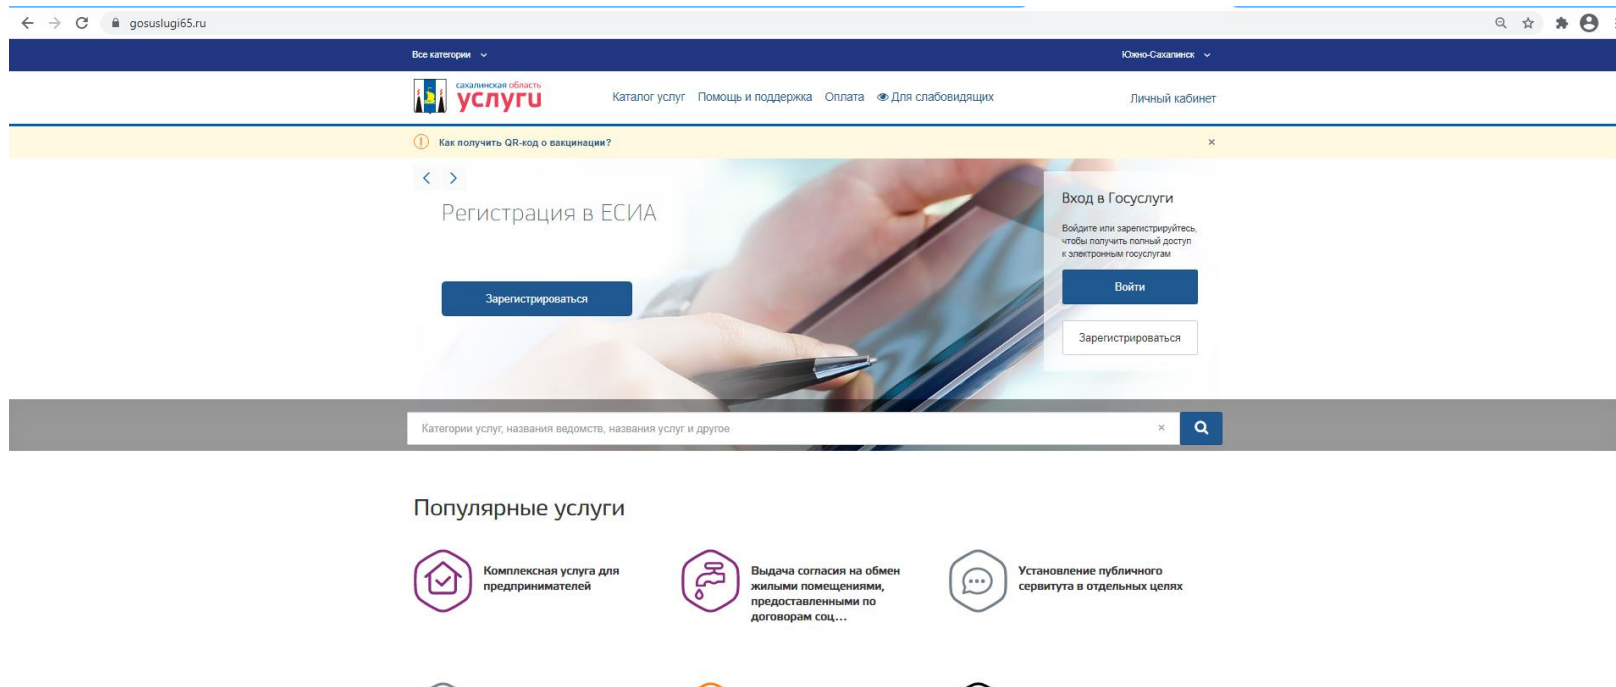 gosuslugi65.ru
Все категории
Южно-Сахалинск
сахалинская область
услуги
Каталог услуг Помощь и поддержка Оплата Для слабовидящих
Личный кабинет
Как получить QR-код о вакцинации?
Регистрация в ЕСИА
Зарегистрироваться
Вход в Госуслуги
Войдите или зарегистрируйтесь,
чтобы получить полный доступ
к электронным госуслугам
Войти
Зарегистрироваться
Категории услуг, названия ведомств, названия услуг и другое
Популярные услуги
Комплексная услуга для
предпринимателей
Выдача согласия на обмен
жилыми помещениями,
предоставленными по
договорам соц...
Установление публичного
сервитута в отдельных целях